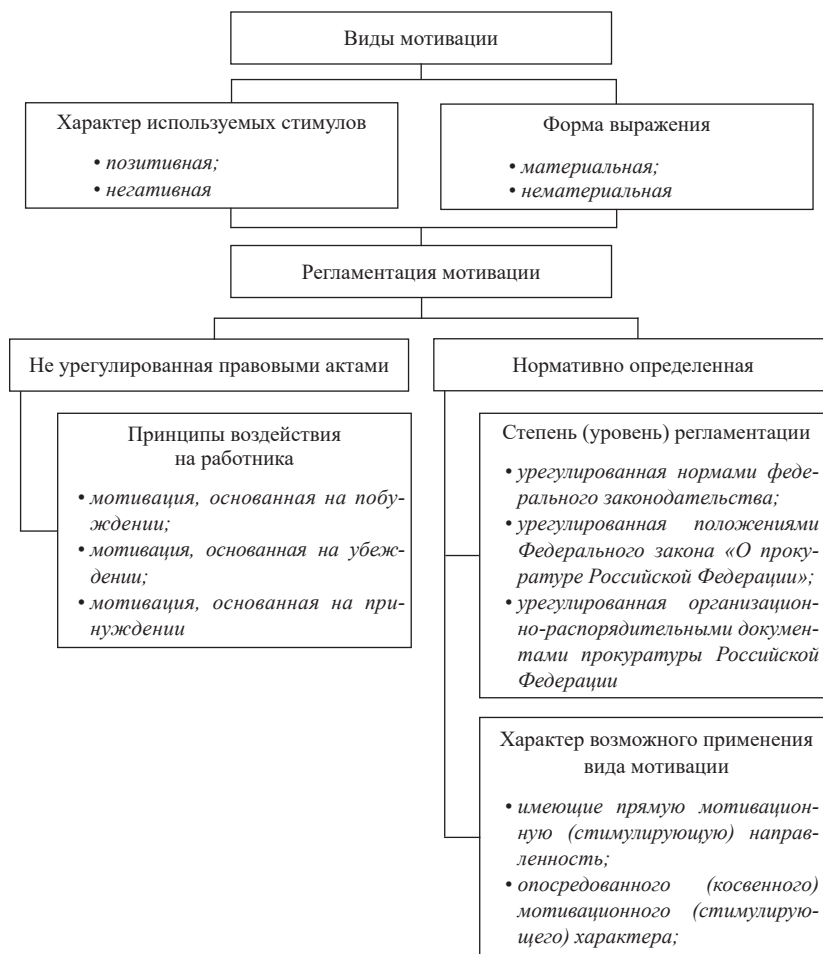 Виды мотивации
Характер используемых стимулов
• позитивная;
• негативная
Форма выражения
• материальная;
• нематериальная
Регламентация мотивации
Не урегулированная правовыми актами
Принципы воздействия
на работника
• мотивация, основанная на побу-
ждении;
• мотивация, основанная на убеж-
дении;
• мотивация, основанная на при-
нуждении
Нормативно определенная
Степень (уровень) регламентации
• урегулированная нормами феде-
рального законодательства;
• урегулированная положениями
Федерального закона «О проку-
ратуре Российской Федерации»;
• урегулированная организацион-
но-распорядительными докумен-
тами прокуратуры Российской
Федерации
Характер возможного применения
вида мотивации
• имеющие прямую мотивацион-
ную (стимулирующую) направ-
ленность;
• опосредованного (косвенного)
мотивационного (стимулирую-
щего) характера;